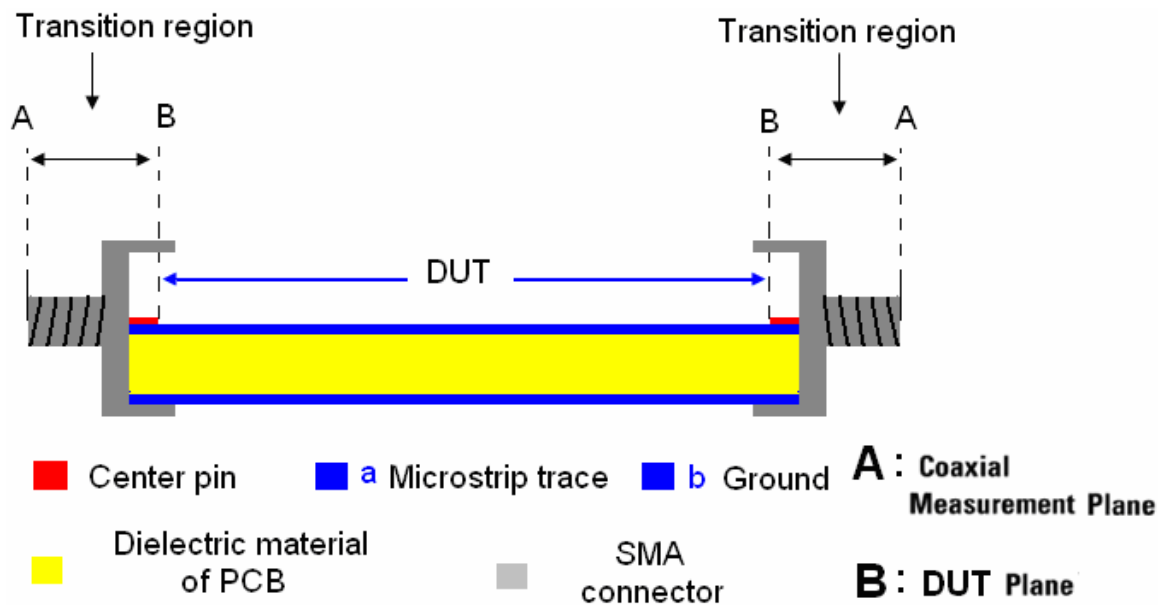 Transition region
Transition region
A
B
B
A
DUT
Center pin
a Microstrip trace
b Ground
A : Coaxial
Measurement Plane
Dielectric material
of PCB
SMA
connector
B : DUT Plane